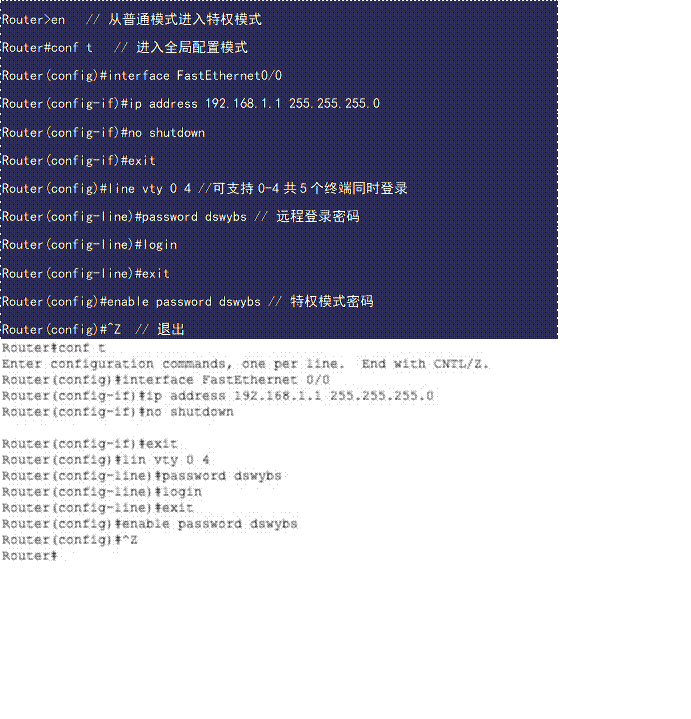 Router>en   // 从普通模式进入特权模式
Router#conf t   // 进入全局配置模式
Router(config)#interface FastEthernet0/0
Router(config-if)#ip address 192.168.1.1 255.255.255.0
Router(config-if)#no shutdown
Router(config-if)#exit
Router(config)#line vty 0 4 //可支持0-4共5个终端同时登录
Router(config-line)#password dswybs // 远程登录密码
Router(config-line)#login
Router(config-line)#exit
Router(config)#enable password dswybs // 特权模式密码
Router(config)#^Z  // 退出
Router#conf t
Enter configuration commands, one per line.  End with CNTL/Z.
Router(config)#interface FastEthernet 0/0
Router(config-if)#ip address 192.168.1.1 255.255.255.0
Router(config-if)#no shutdown
Router(config-if)#exit
Router(config)#lin vty 0 4
Router(config-line)#password dswybs
Router(config-line)#login
Router(config-line)#exit
Router(config)#enable password dswybs
Router(config)#^Z
Router#